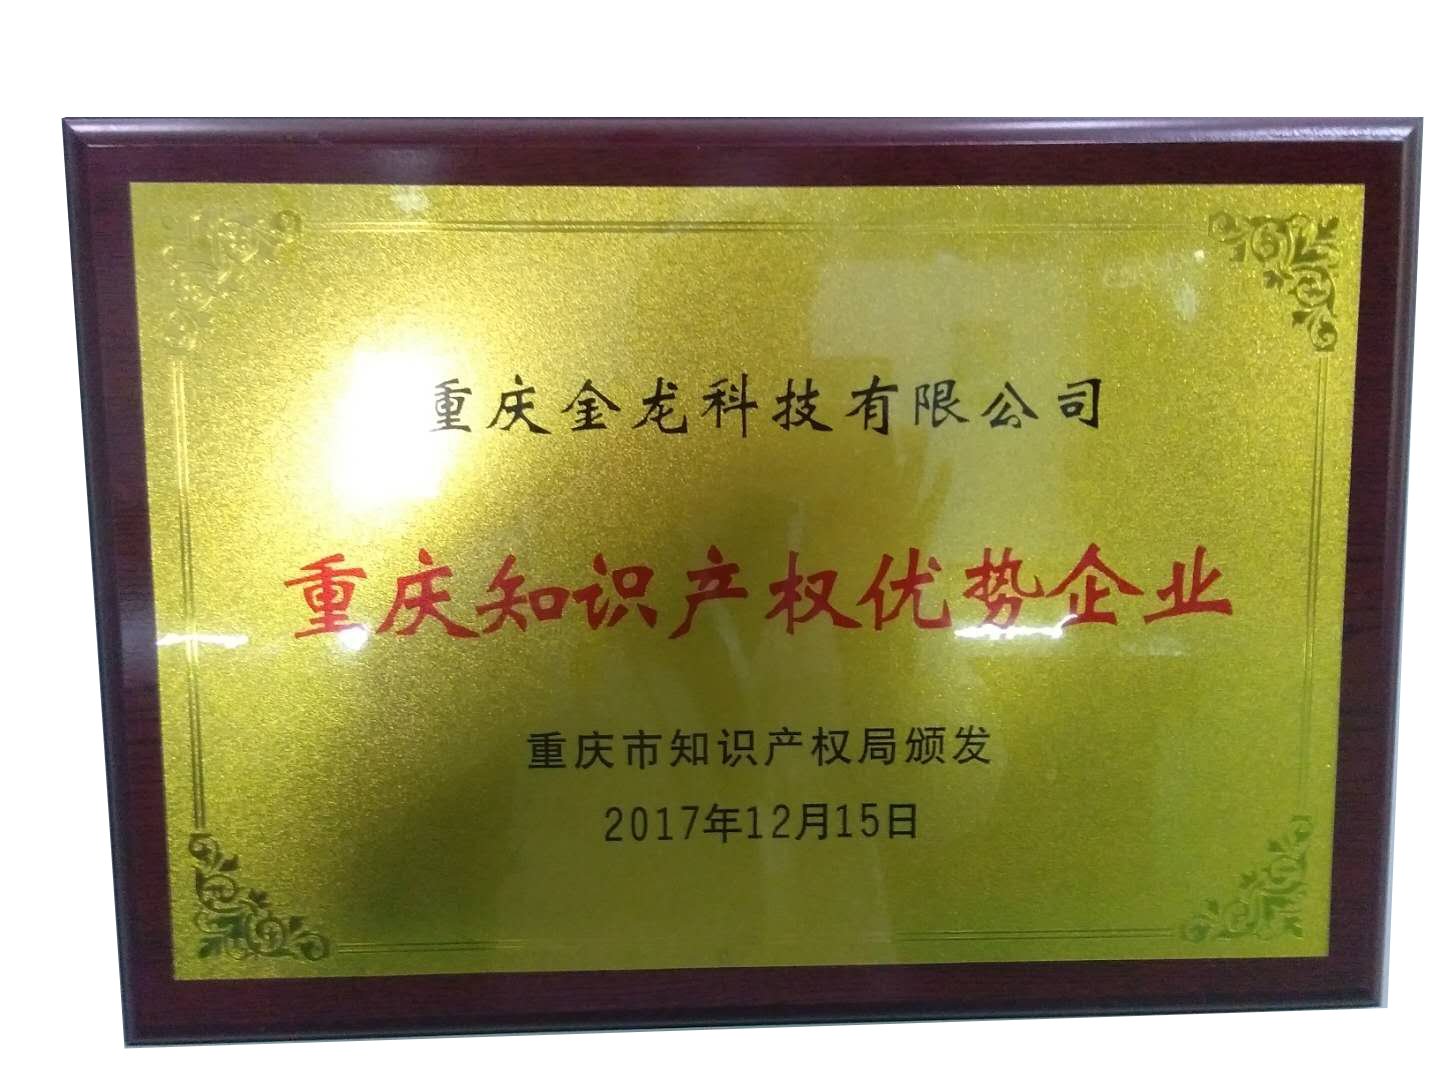 重庆金龙科技有限公司
重庆知识产权优势企业
重庆市知识产权局颁发
2017年12月15日